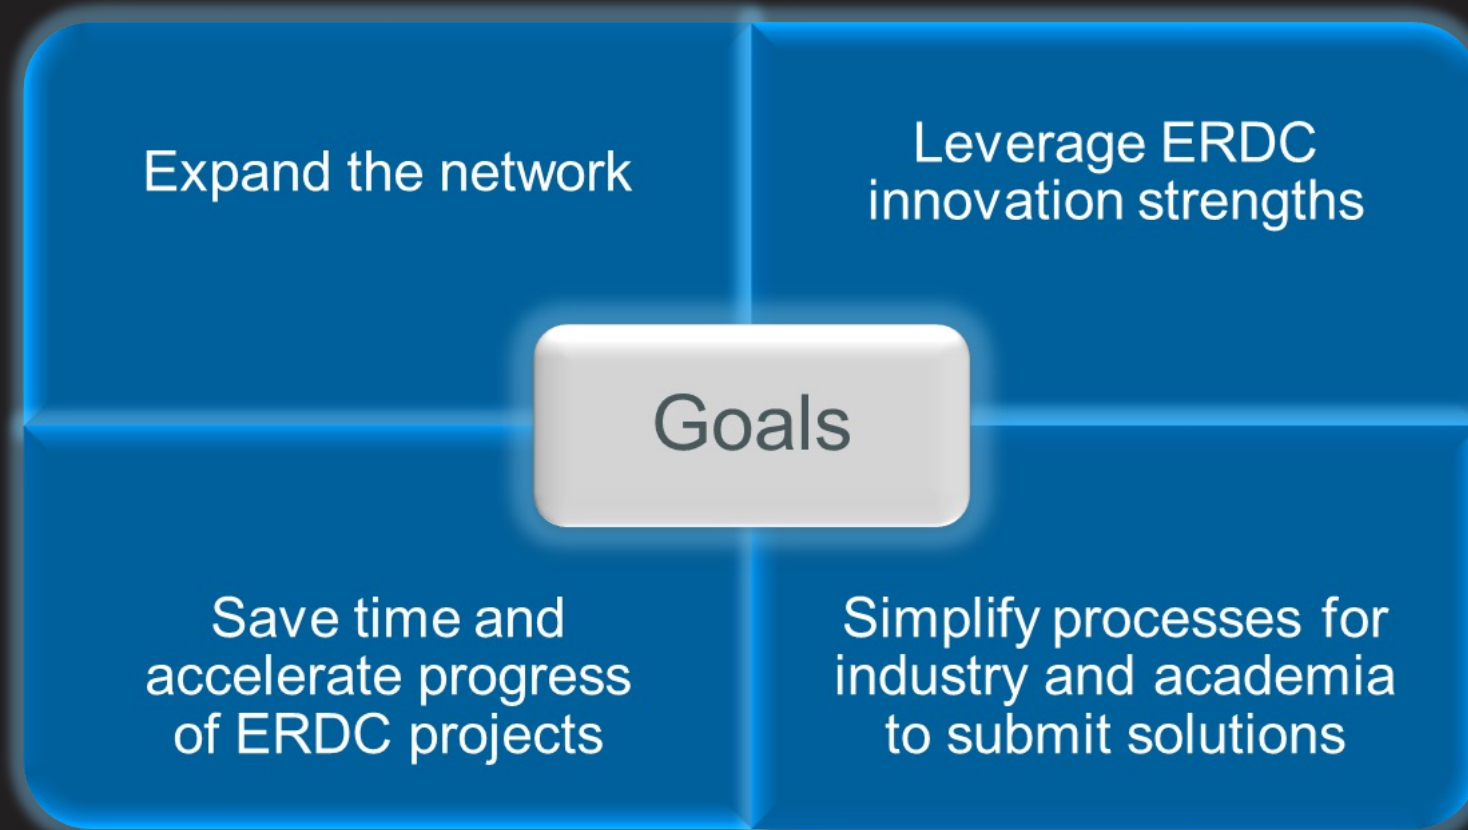 Expand the network
Leverage ERDC
innovation strengths
Goals
Save time and
accelerate progress
of ERDC projects
Simplify processes for
industry and academia
to submit solutions